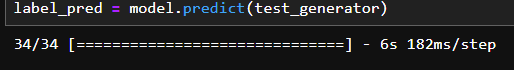 label_pred = model.predict(test_generator)
34/34 [==============================] - 6s 182ms/step